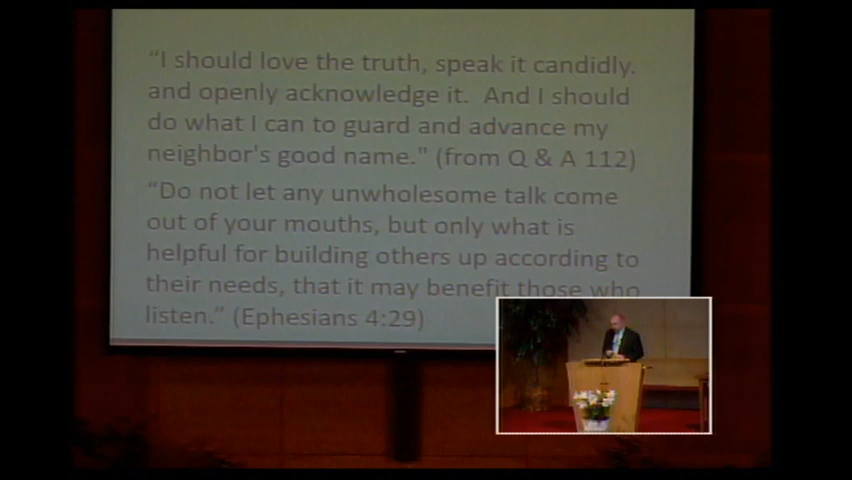 “I should love the truth, speak it candidly.
and openly acknowledge it.  And I should
do what I can to guard and advance my
neighbor's good name." (from Q & A 112)
“Do not let any unwholesome talk come
out of your mouths, but only what is
helpful for building others up according to
their needs, that it may benefit those who
listen.” (Ephesians 4:29)